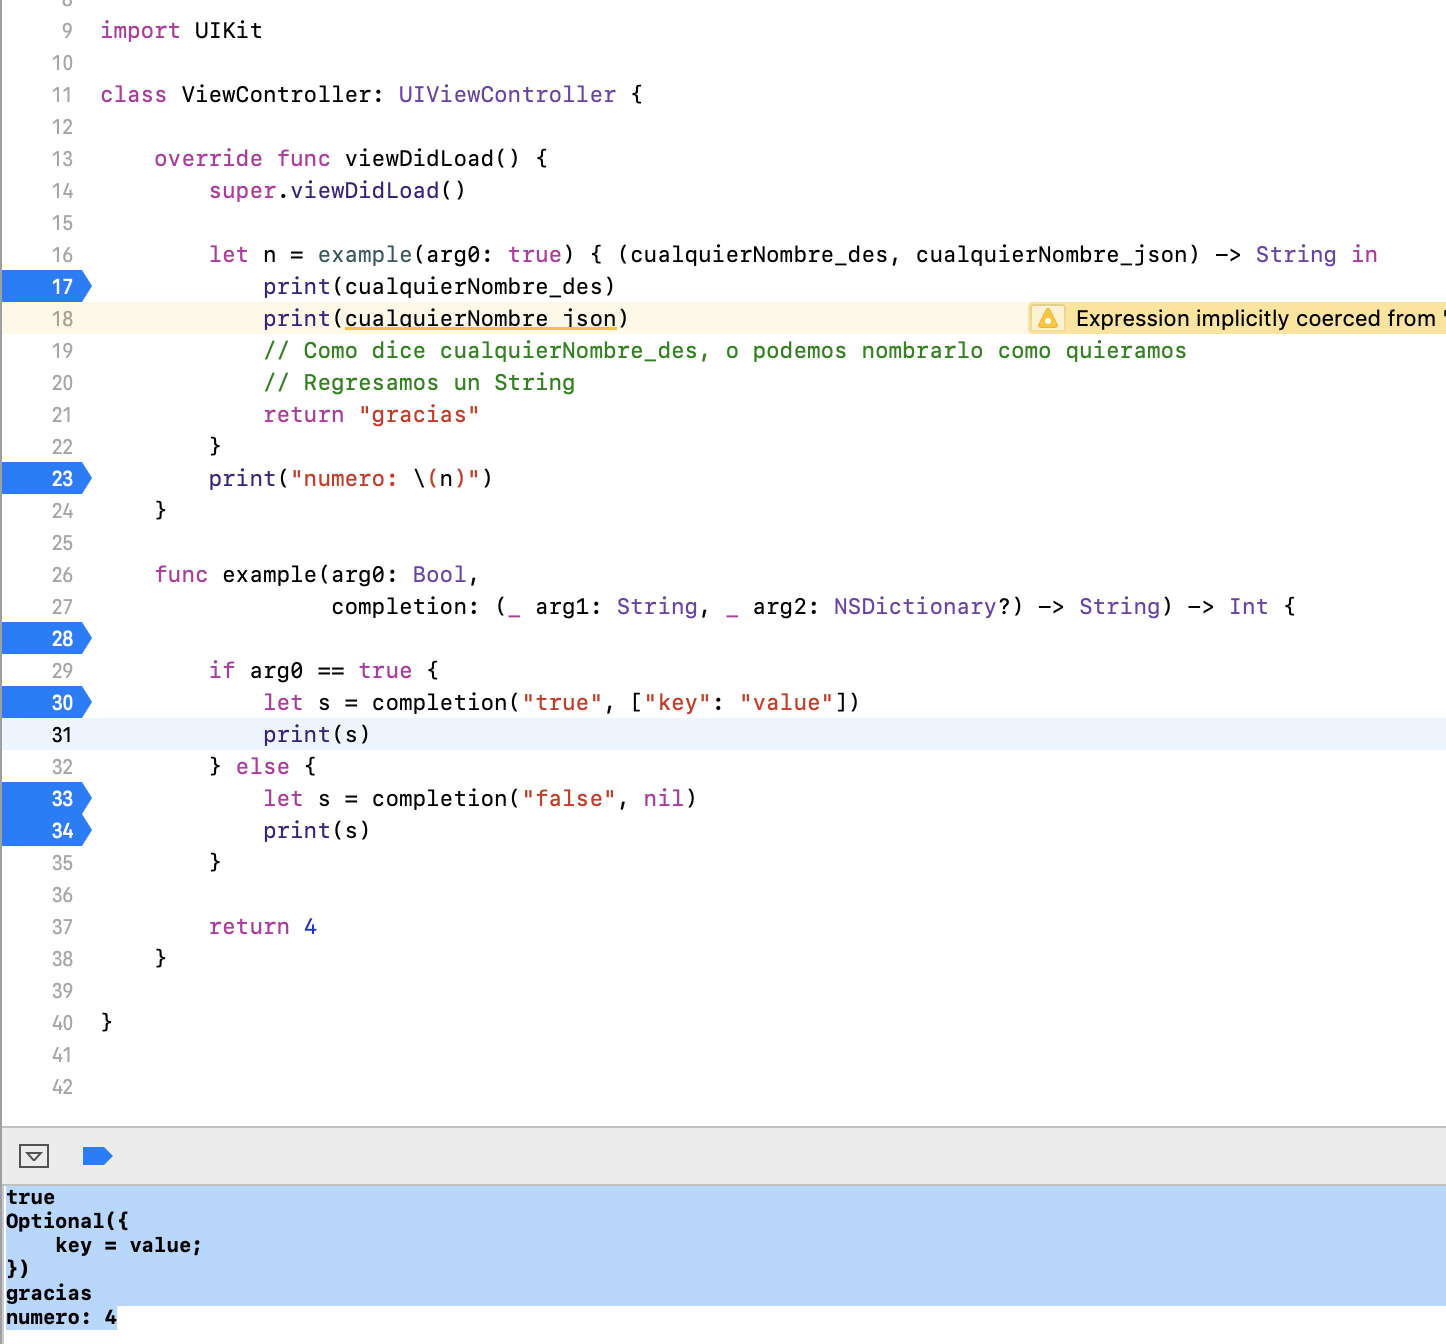 9 import UIKit
10
11 class ViewController: UIViewController {
12
13     override func viewDidLoad() {
14         super.viewDidLoad()
15
16         let n = example(arg0: true) { (cualquierNombre_des, cualquierNombre_json) -> String in
17             print(cualquierNombre_des)
18             print(cualquierNombre_json) Expression implicitly coerced from '
19             // Como dice cualquierNombre_des, o podemos nombrarlo como quieramos
20             // Regresamos un String
21             return "gracias"
22         }
23         print("numero: \(n)")
24     }
25
26     func example(arg0: Bool,
27                  completion: (_ arg1: String, _ arg2: NSDictionary?) -> String) -> Int {
28
29         if arg0 == true {
30             let s = completion("true", ["key": "value"])
31             print(s)
32         } else {
33             let s = completion("false", nil)
34             print(s)
35         }
36
37         return 4
38     }
39
40 }
41
42
true
Optional({
    key = value;
})
gracias
numero: 4